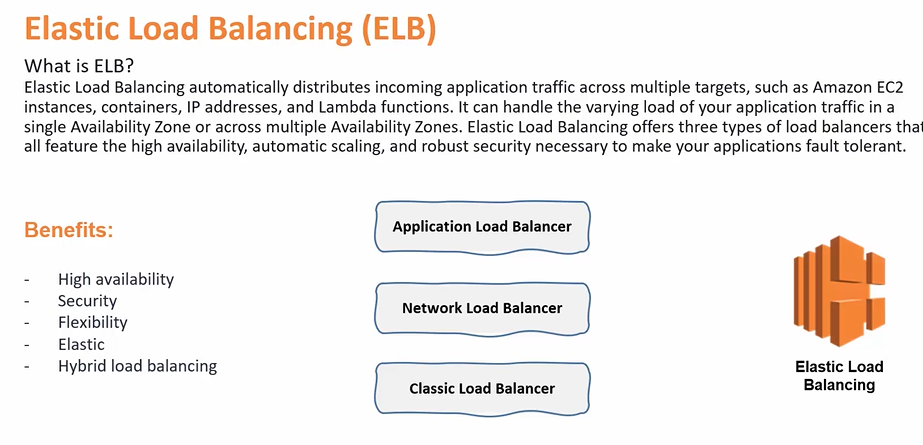 Elastic Load Balancing (ELB)
What is ELB?
Elastic Load Balancing automatically distributes incoming application traffic across multiple targets, such as Amazon EC2
instances, containers, IP addresses, and Lambda functions. It can handle the varying load of your application traffic in a
single Availability Zone or across multiple Availability Zones. Elastic Load Balancing offers three types of load balancers that
all feature the high availability, automatic scaling, and robust security necessary to make your applications fault tolerant.
Benefits:
- High availability
- Security
- Flexibility
- Elastic
- Hybrid load balancing
Application Load Balancer
Network Load Balancer
Classic Load Balancer
Elastic Load
Balancing